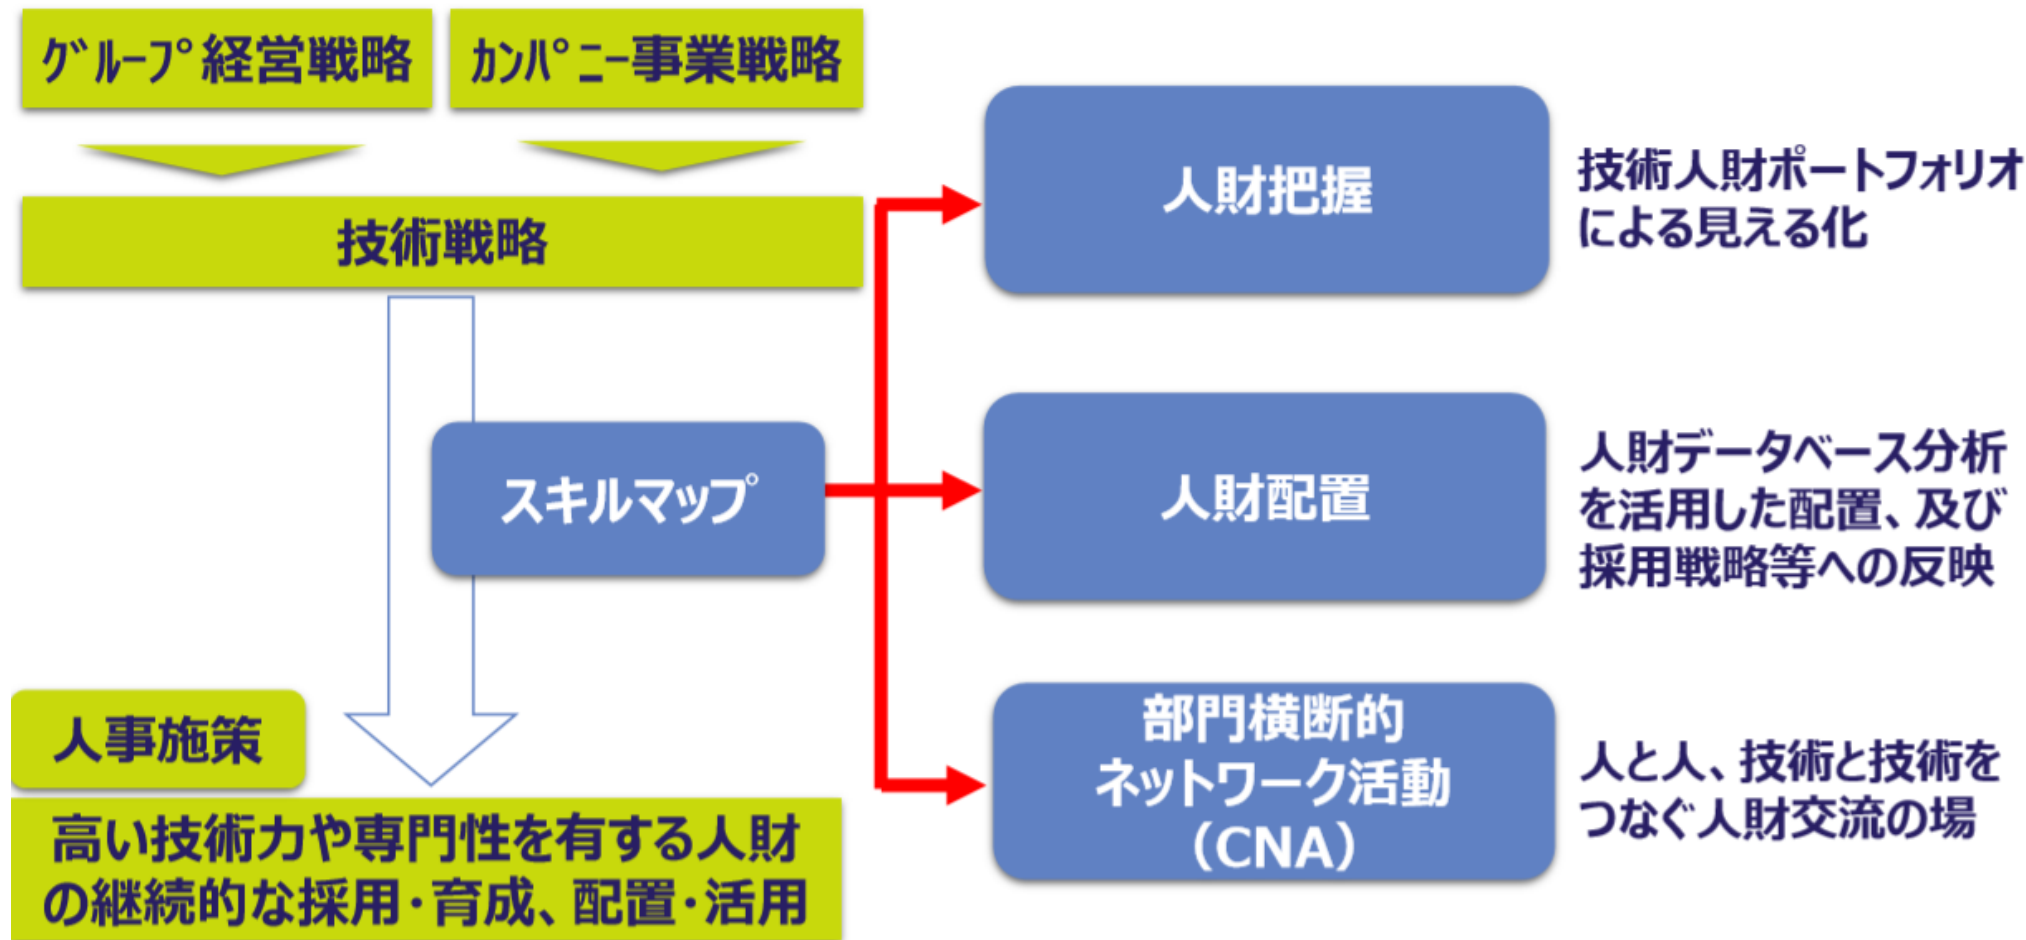 ｸﾞﾙｰﾌﾟ経営戦略
ｶﾝﾊﾟﾆｰ事業戦略
技術戦略
スキルマップ
人事施策
高い技術力や専門性を有する人財
の継続的な採用・育成、配置・活用
人財把握
技術人財ポートフォリオ
による見える化
人財配置
人財データベース分析
を活用した配置、及び
採用戦略等への反映
部門横断的
ネットワーク活動
（CNA）
人と人、技術と技術を
つなぐ人財交流の場